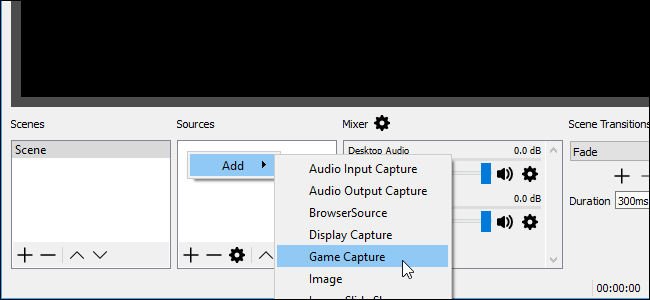 Scenes
Sources
Mixer
Scene Transitions
Scene
Add
Desktop Audio
0.0 dB
Fade
Audio Input Capture
Audio Output Capture
BrowserSource
Display Capture
Game Capture
Image
0.0 dB
Duration
300ms
00:00:00